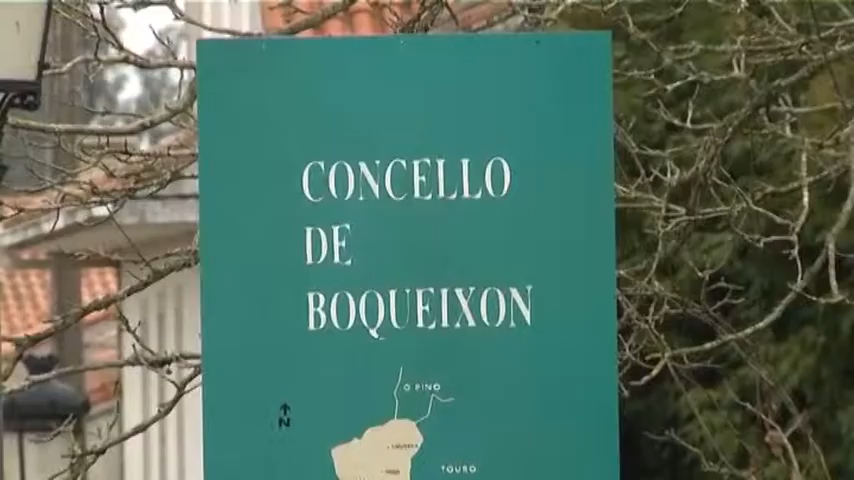 CONCELLO
DE
BOQUEIXON
O PINO
N
TOURO